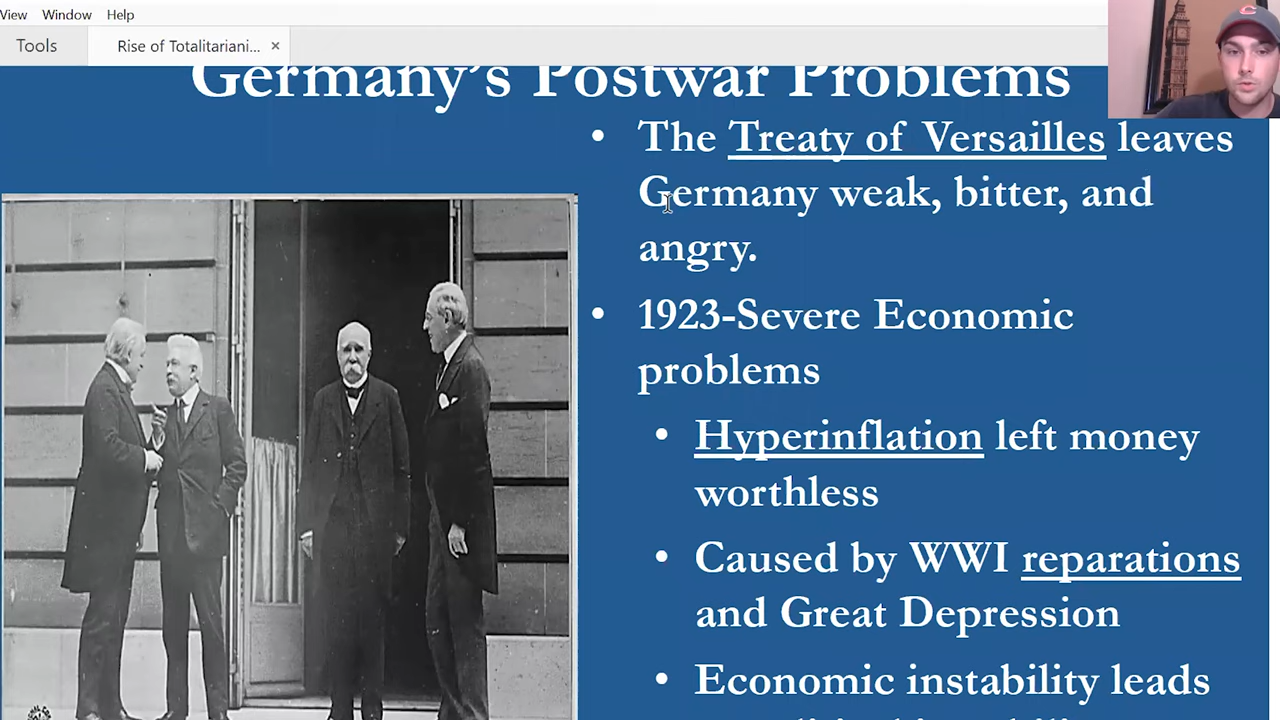 View Window Help
Tools Rise of Totalitariani... ×
Germany's Postwar Problems
• The Treaty of Versailles leaves
Germany weak, bitter, and
angry.
• 1923-Severe Economic
problems
• Hyperinflation left money
worthless
• Caused by WWI reparations
and Great Depression
• Economic instability leads